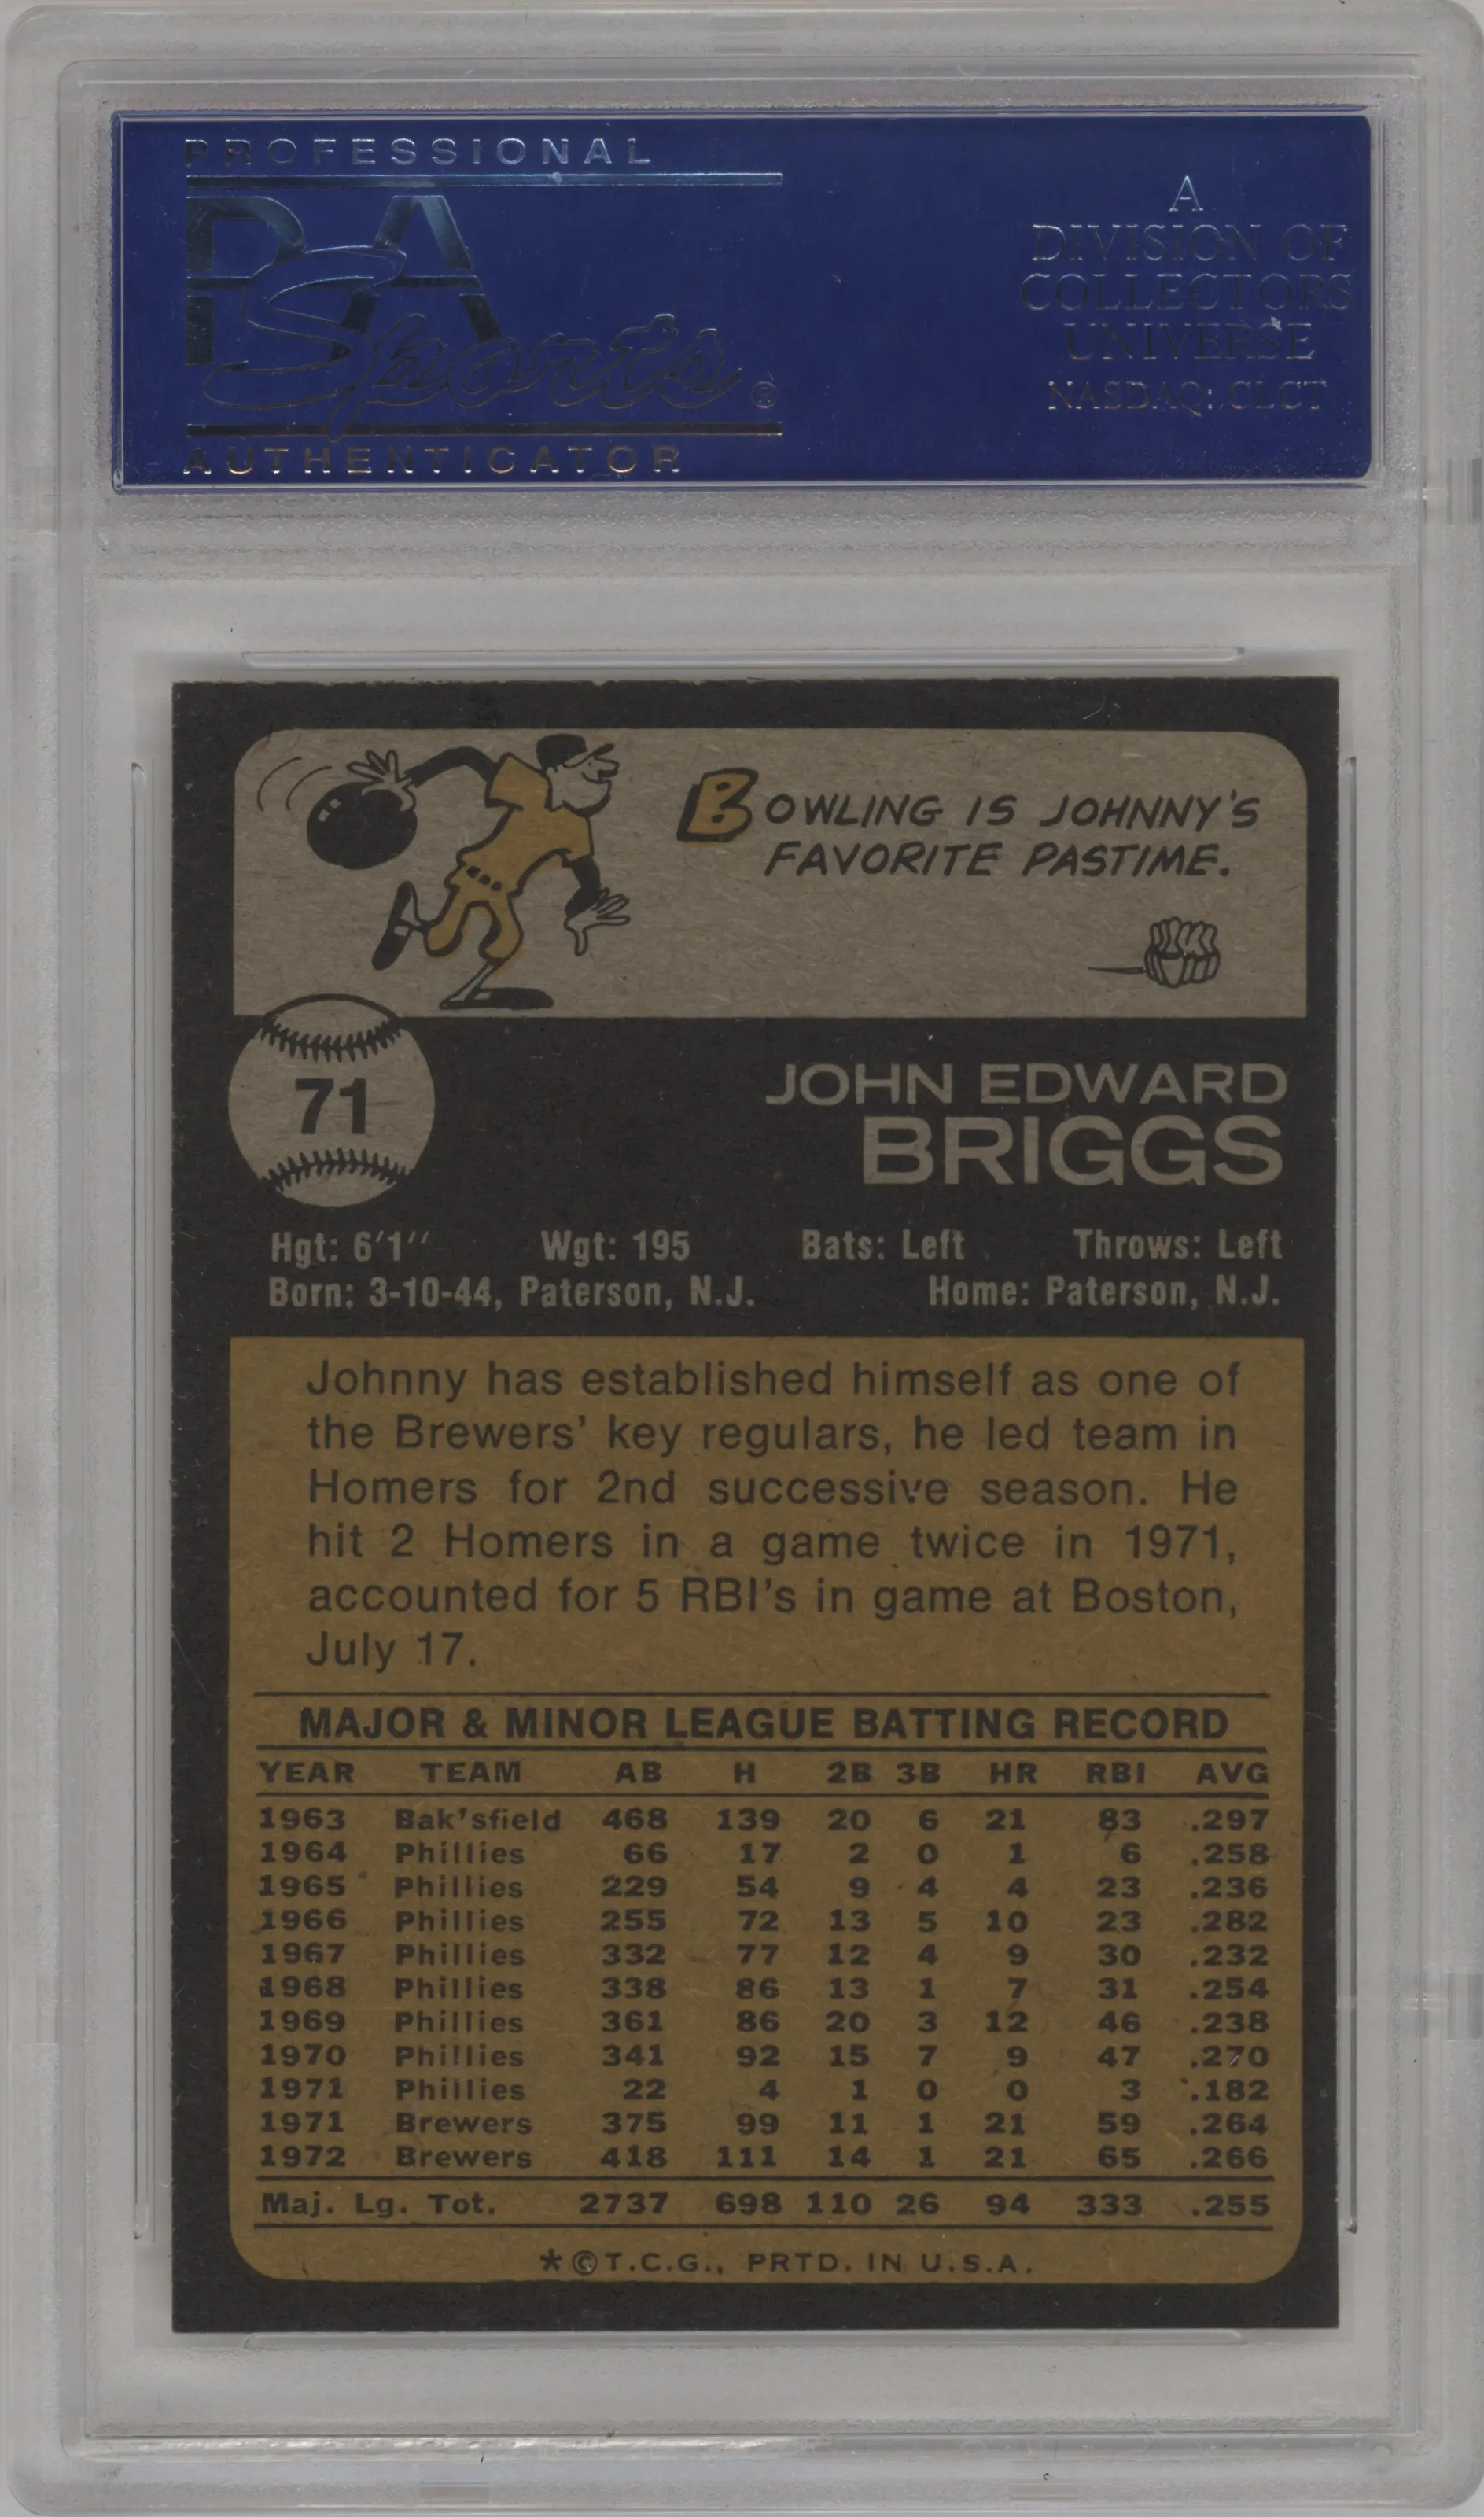 PROFESSIONAL
PSA
Sports®
AUTHENTICATOR
A
DIVISION OF
COLLECTORS
UNIVERSE
NASDAQ: CLCT
BOWLING IS JOHNNY'S
FAVORITE PASTIME.
71
JOHN EDWARD
BRIGGS
Hgt: 6'1" Wgt: 195 Bats: Left Throws: Left
Born: 3-10-44, Paterson, N.J. Home: Paterson, N.J.
Johnny has established himself as one of
the Brewers' key regulars, he led team in
Homers for 2nd successive season. He
hit 2 Homers in a game twice in 1971,
accounted for 5 RBI's in game at Boston,
July 17.
MAJOR & MINOR LEAGUE BATTING RECORD
YEAR TEAM AB H 2B 3B HR RBI AVG
1963 Bak'sfield 468 139 20 6 21 83 .297
1964 Phillies 66 17 2 0 1 6 .258
1965 Phillies 229 54 9 4 4 23 .236
1966 Phillies 255 72 13 5 10 23 .282
1967 Phillies 332 77 12 4 9 30 .232
1968 Phillies 338 86 13 1 7 31 .254
1969 Phillies 361 86 20 3 12 46 .238
1970 Phillies 341 92 15 7 9 47 .270
1971 Phillies 22 4 1 0 0 3 .182
1971 Brewers 375 99 11 1 21 59 .264
1972 Brewers 418 111 14 1 21 65 .266
Maj. Lg. Tot. 2737 698 110 26 94 333 .255
*©T.C.G., PRTD. IN U.S.A.